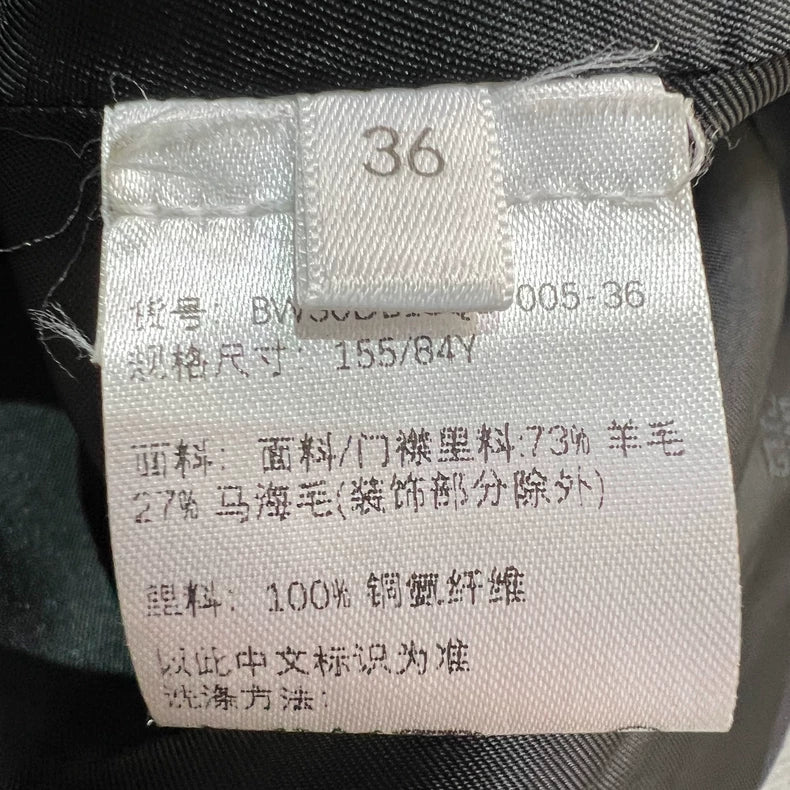 36
货号: BW50 005-36
规格尺寸: 155/84Y
面料: 面料/门襟里料:73% 羊毛
27% 马海毛(装饰部分除外)
里料: 100% 铜氨纤维
以此中文标识为准
洗涤方法: